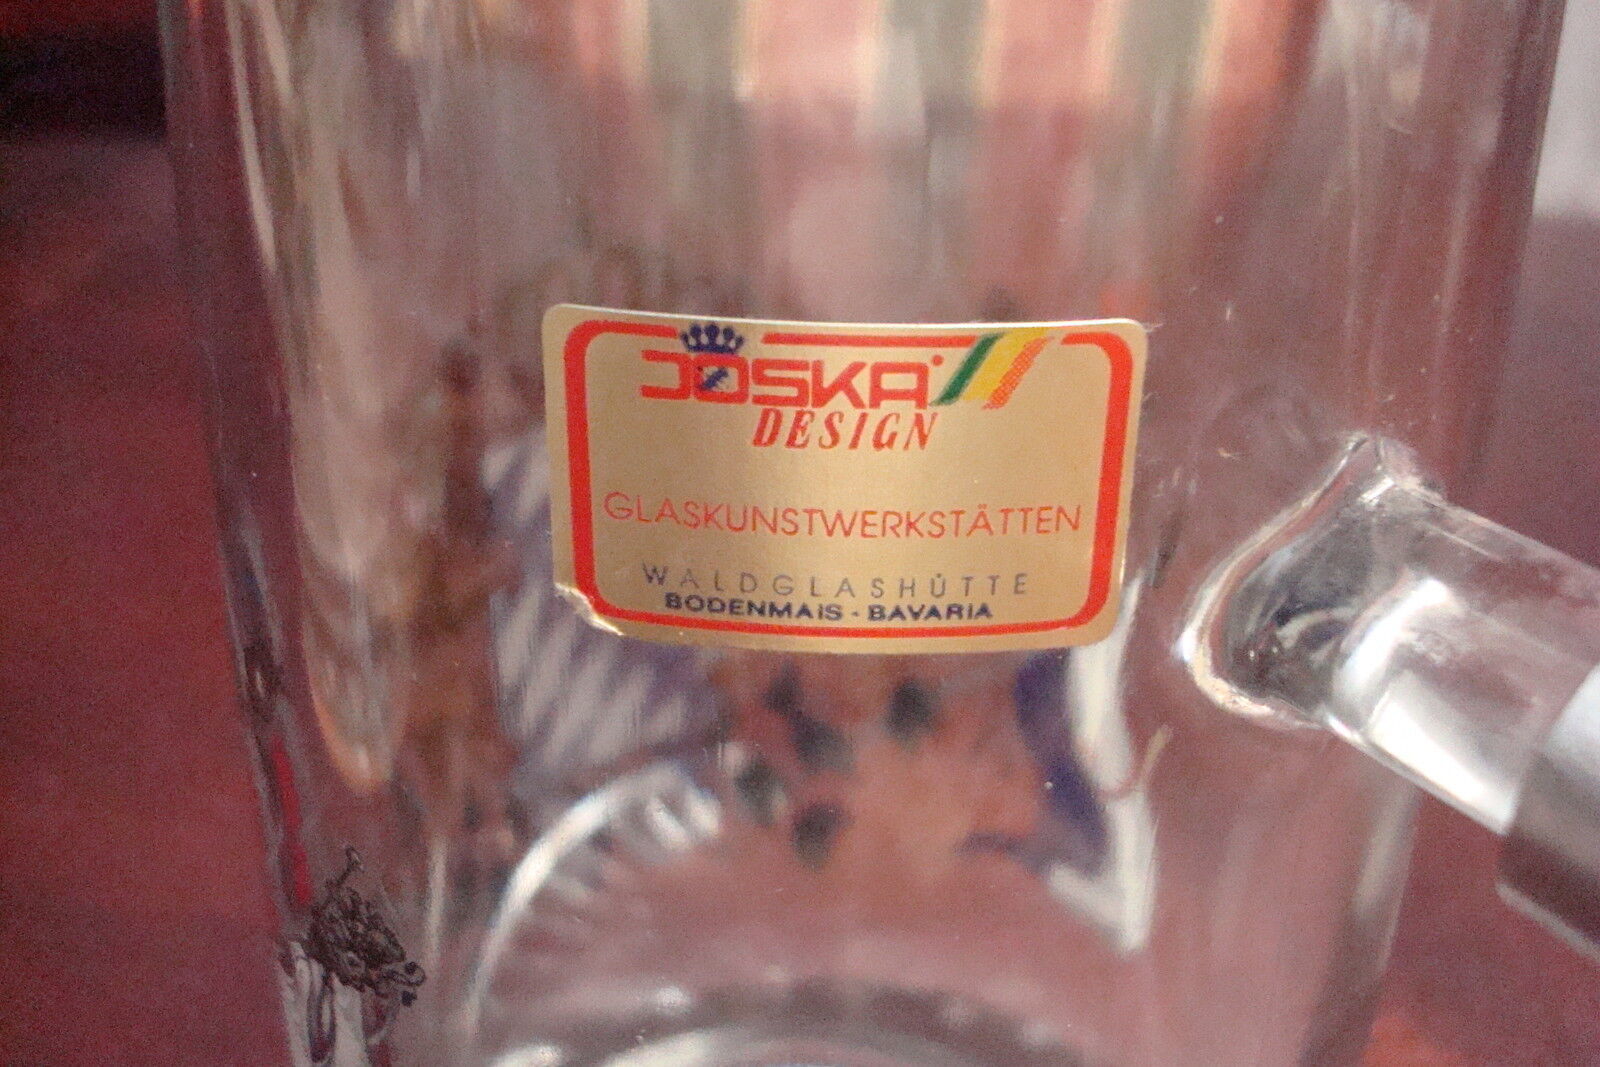 JOSKA
DESIGN
GLASKUNSTWERKSTÄTTEN
WALDGLASHÜTTE
BODENMAIS - BAVARIA